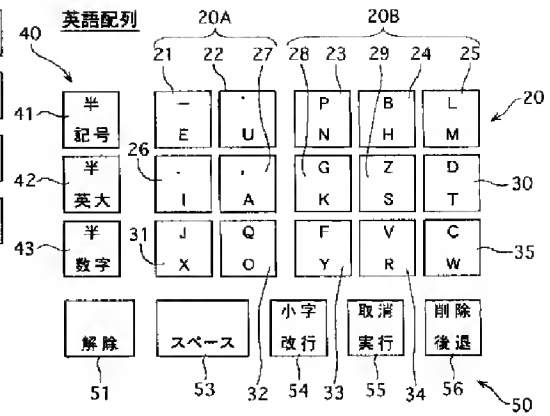 英語配列
20A
20B
40
21
22
27
28
23
29
24
25
41
半
記号
ー
E
U
P
N
B
H
L
M
20
42
半
英大
26
I
A
G
K
Z
S
D
T
30
43
半
数字
31
J
X
Q
O
F
Y
V
R
C
W
35
解除
スペース
小字
改行
取消
実行
削除
後退
51
53
32
54
33
55
34
56
50